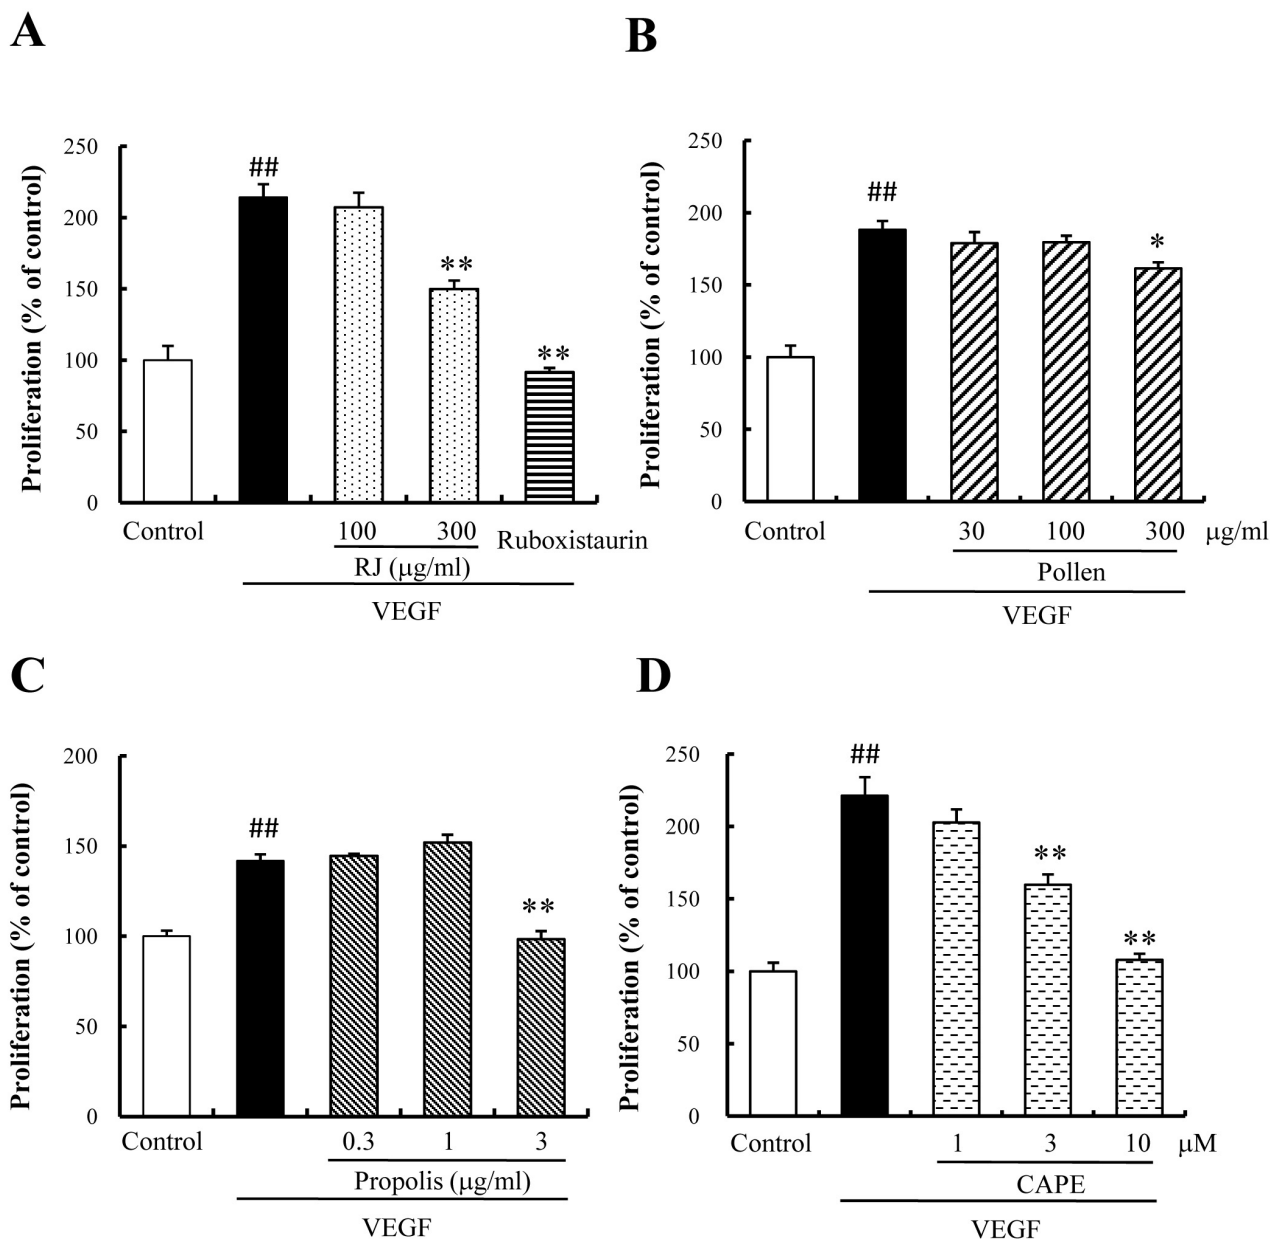 A
Proliferation (% of control)
250
200
150
100
50
0
##
**
**
Control
100
300
Ruboxistaurin
RJ (μg/ml)
VEGF
B
Proliferation (% of control)
250
200
150
100
50
0
##
*
Control
30
100
300
μg/ml
Pollen
VEGF
C
Proliferation (% of control)
200
150
100
50
0
##
**
Control
0.3
1
3
Propolis (μg/ml)
VEGF
D
Proliferation (% of control)
250
200
150
100
50
0
##
**
**
Control
1
3
10
μM
CAPE
VEGF